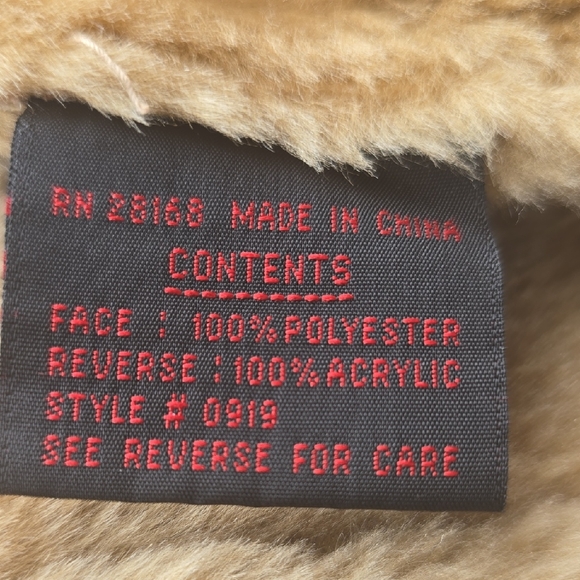 RN 28168 MADE IN CHINA
CONTENTS
FACE : 100% POLYESTER
REVERSE : 100% ACRYLIC
STYLE # 0919
SEE REVERSE FOR CARE